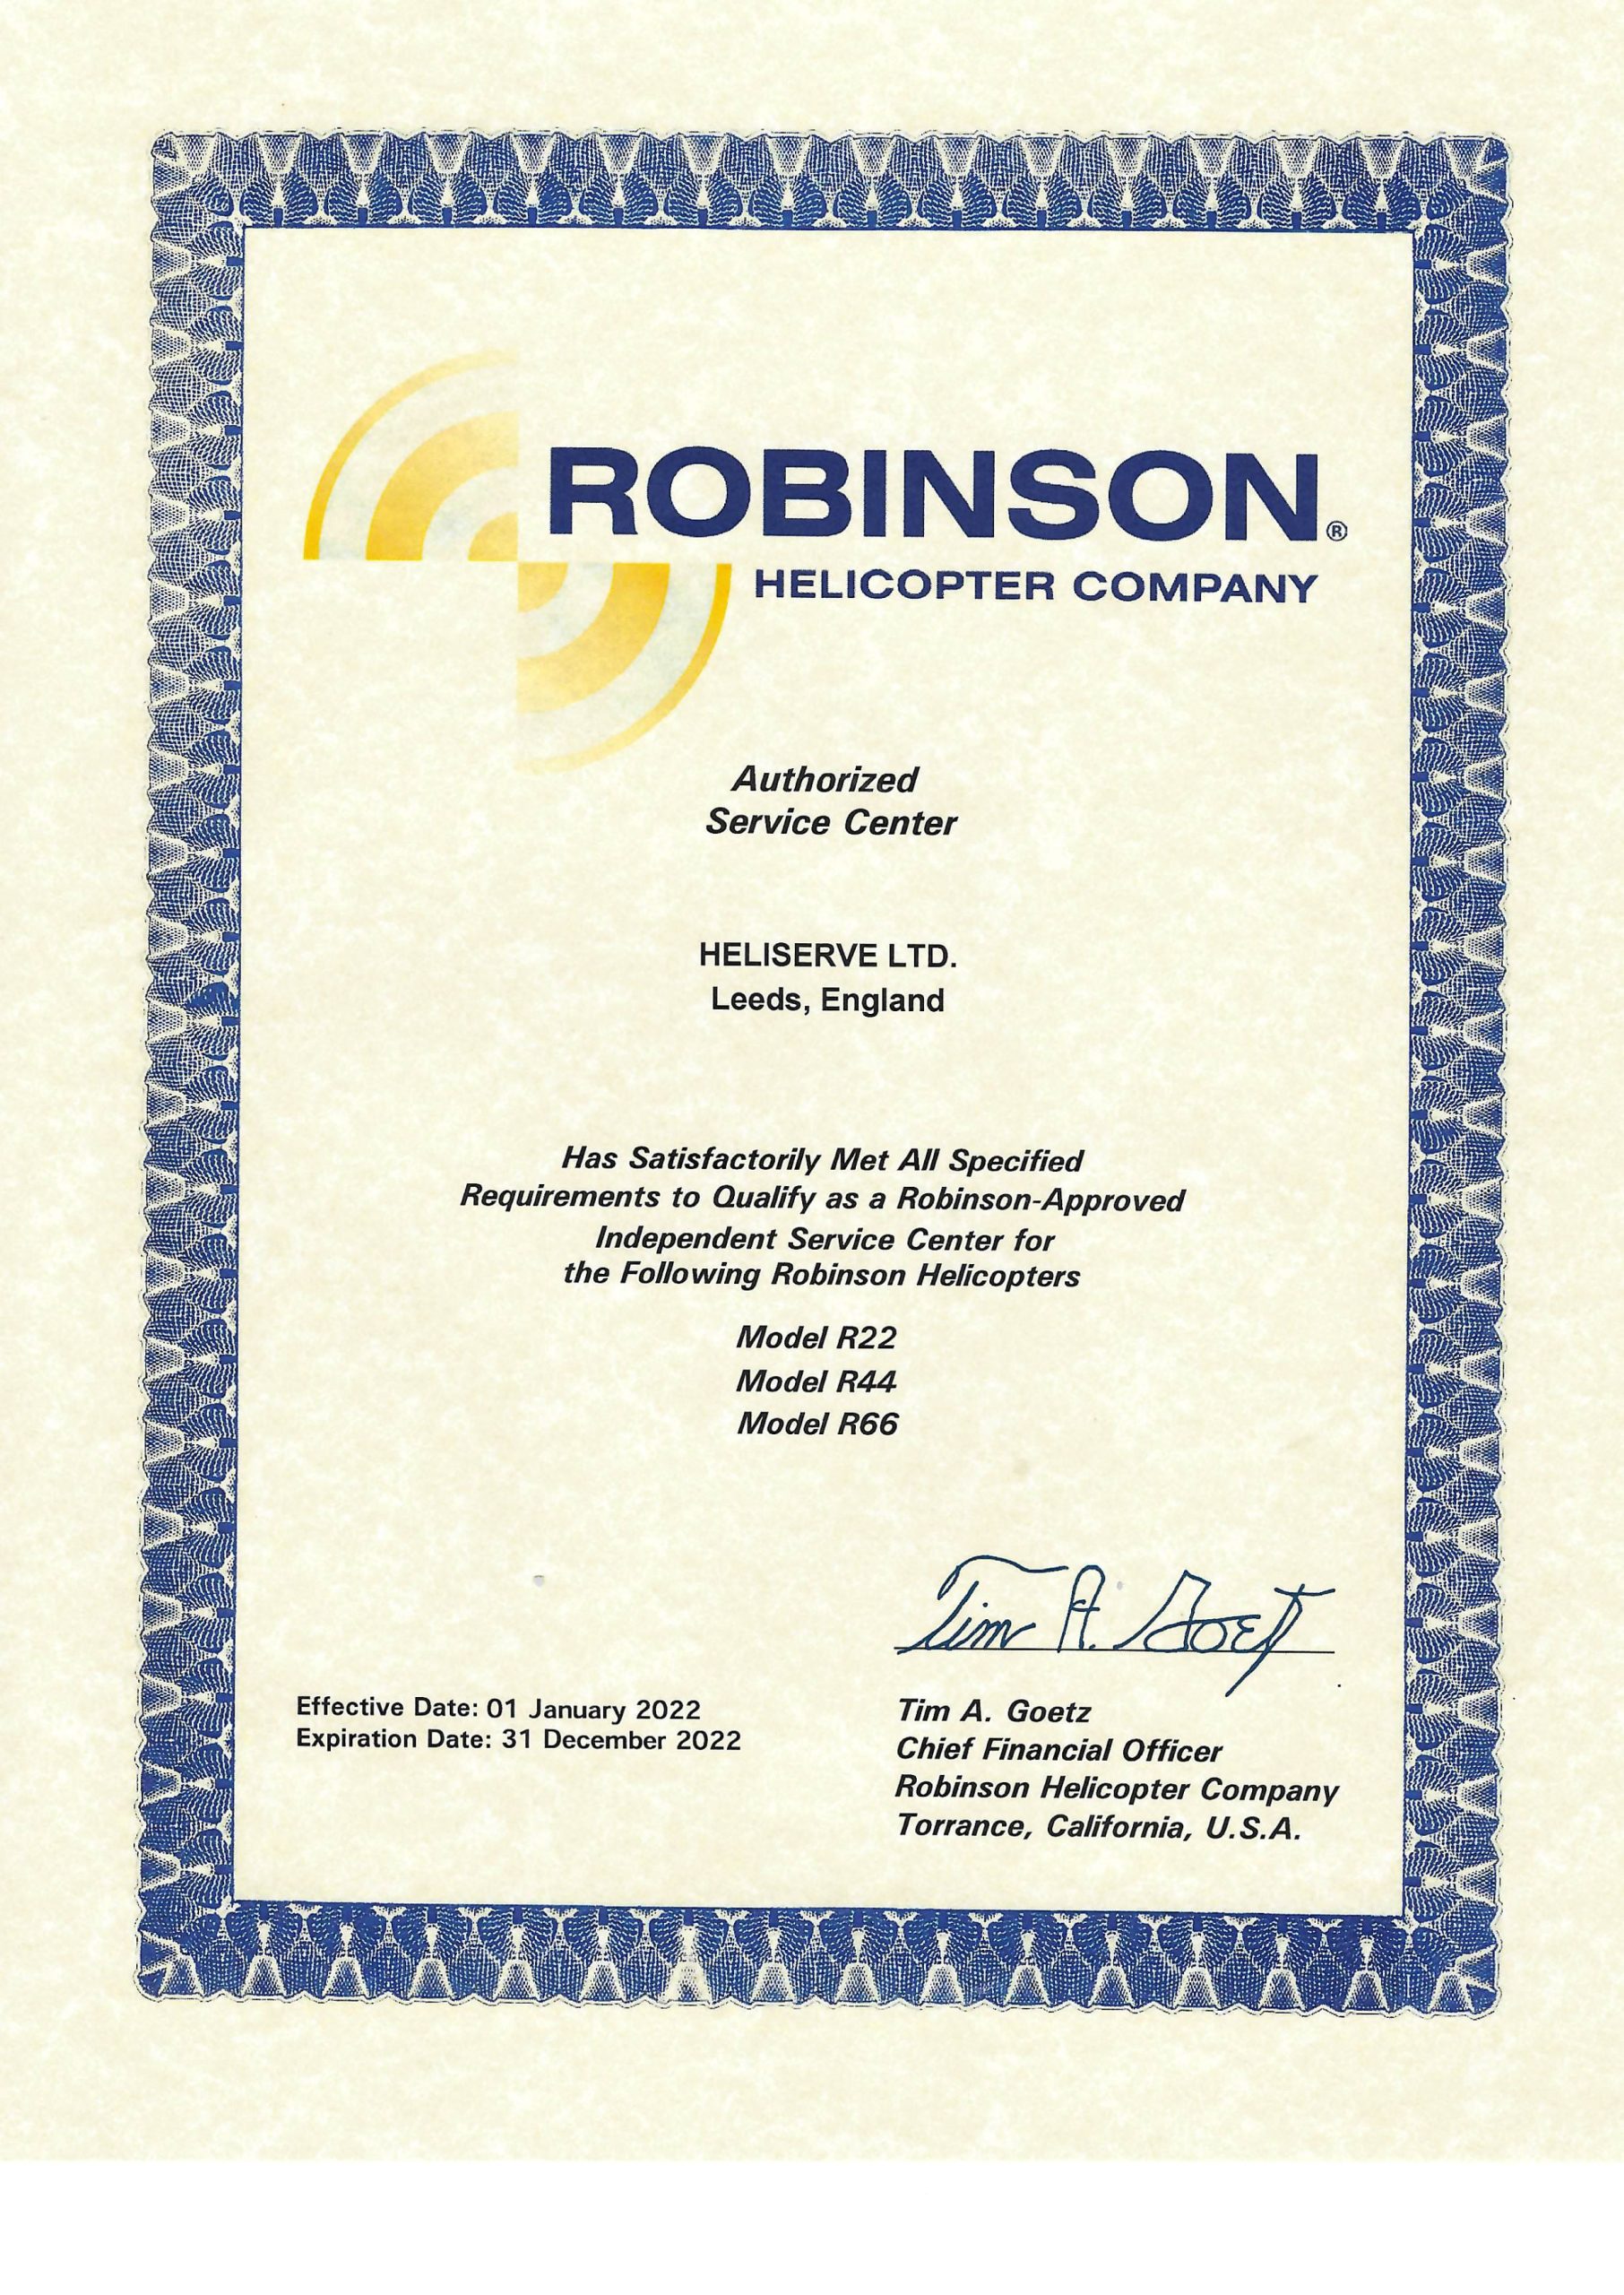 ROBINSON®
HELICOPTER COMPANY
Authorized
Service Center
HELISERVE LTD.
Leeds, England
Has Satisfactorily Met All Specified
Requirements to Qualify as a Robinson-Approved
Independent Service Center for
the Following Robinson Helicopters
Model R22
Model R44
Model R66
Tim A. Goetz
Effective Date: 01 January 2022
Expiration Date: 31 December 2022
Tim A. Goetz
Chief Financial Officer
Robinson Helicopter Company
Torrance, California, U.S.A.